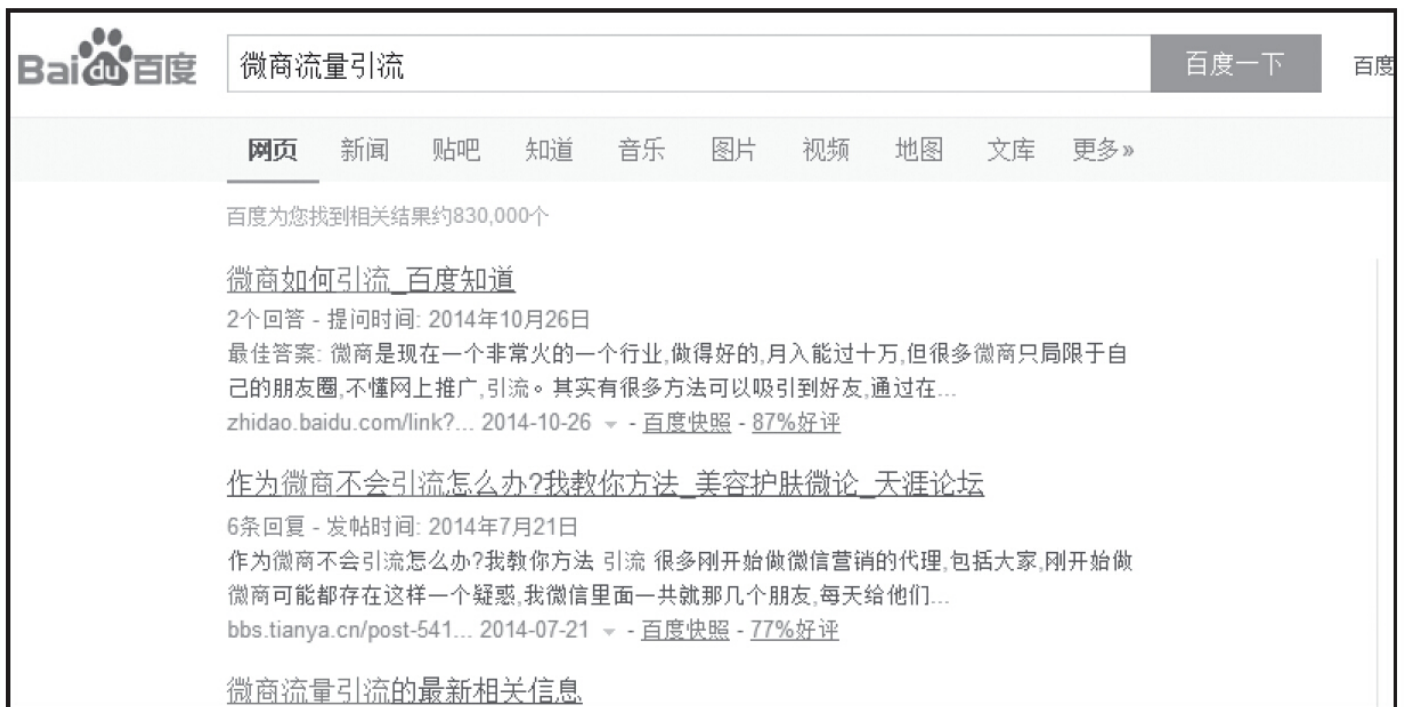 Baidu百度 微商流量引流 百度一下 百度
网页 新闻 贴吧 知道 音乐 图片 视频 地图 文库 更多»
百度为您找到相关结果约830,000个
微商如何引流_百度知道
2个回答 - 提问时间: 2014年10月26日
最佳答案: 微商是现在一个非常火的一个行业,做得好的,月入能过十万,但很多微商只局限于自
己的朋友圈,不懂网上推广,引流。其实有很多方法可以吸引到好友,通过在...
zhidao.baidu.com/link?... 2014-10-26 - 百度快照 - 87%好评
作为微商不会引流怎么办?我教你方法_美容护肤微论_天涯论坛
6条回复 - 发帖时间: 2014年7月21日
作为微商不会引流怎么办?我教你方法 引流 很多刚开始做微信营销的代理,包括大家,刚开始做
微商可能都存在这样一个疑惑,我微信里面一共就那几个朋友,每天给他们...
bbs.tianya.cn/post-541... 2014-07-21 - 百度快照 - 77%好评
微商流量引流的最新相关信息